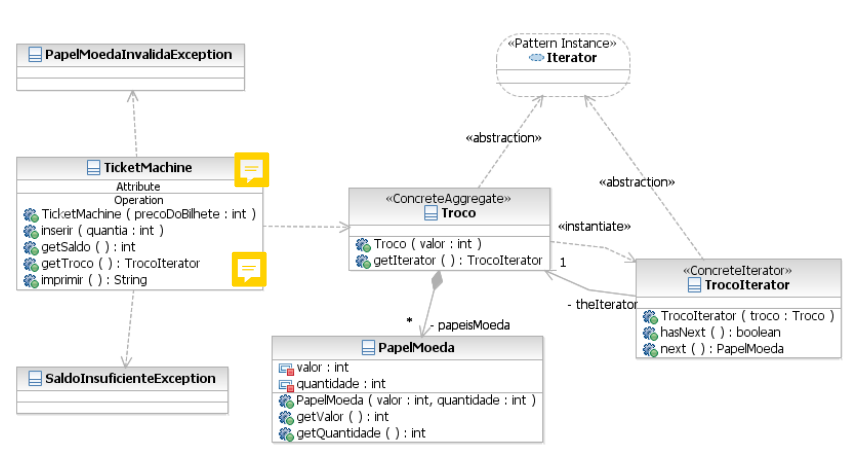 «Pattern Instance»
Iterator
PapelMoedaInvalidaException
«abstraction»
TicketMachine
Attribute
Operation
TicketMachine ( precoDoBilhete : int )
inserir ( quantia : int )
getSaldo ( ) : int
getTroco ( ) : TrocoIterator
imprimir ( ) : String
«abstraction»
«ConcreteAggregate»
Troco
Troco ( valor : int )
getIterator ( ) : TrocoIterator
«instantiate»
1
- theIterator
«ConcreteIterator»
TrocoIterator
TrocoIterator ( troco : Troco )
hasNext ( ) : boolean
next ( ) : PapelMoeda
*
- papeisMoeda
PapelMoeda
valor : int
quantidade : int
PapelMoeda ( valor : int, quantidade : int )
getValor ( ) : int
getQuantidade ( ) : int
SaldoInsuficienteException